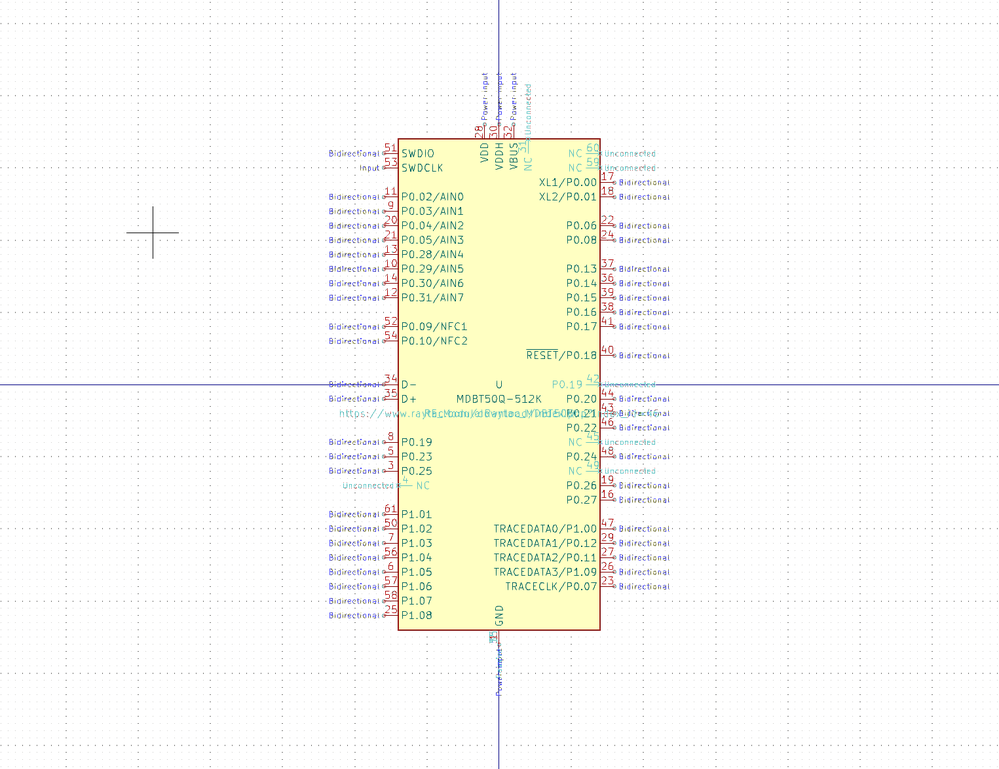 Power input Power input Power input Unconnected
28 30 32 31
VDD VDDH VBUS NC
Bidirectional 51 SWDIO NC 60 Unconnected
Input 53 SWDCLK NC 59 Unconnected
XL1/P0.00 17 Bidirectional
Bidirectional 11 P0.02/AIN0 XL2/P0.01 18 Bidirectional
Bidirectional 9 P0.03/AIN1
Bidirectional 20 P0.04/AIN2 P0.06 22 Bidirectional
Bidirectional 21 P0.05/AIN3 P0.08 24 Bidirectional
Bidirectional 13 P0.28/AIN4
Bidirectional 10 P0.29/AIN5 P0.13 37 Bidirectional
Bidirectional 14 P0.30/AIN6 P0.14 36 Bidirectional
Bidirectional 12 P0.31/AIN7 P0.15 39 Bidirectional
P0.16 38 Bidirectional
Bidirectional 52 P0.09/NFC1 P0.17 41 Bidirectional
Bidirectional 54 P0.10/NFC2
RESET/P0.18 40 Bidirectional
Bidirectional 34 D- U P0.19 42 Unconnected
Bidirectional 35 D+ MDBT50Q-512K P0.20 44 Bidirectional
P0.21 43 Bidirectional
P0.22 46 Bidirectional
Bidirectional 8 P0.19 NC 45 Unconnected
Bidirectional 5 P0.23 P0.24 48 Bidirectional
Bidirectional 3 P0.25 NC 49 Unconnected
Unconnected 4 NC P0.26 19 Bidirectional
P0.27 16 Bidirectional
Bidirectional 61 P1.01
Bidirectional 50 P1.02 TRACEDATA0/P1.00 47 Bidirectional
Bidirectional 7 P1.03 TRACEDATA1/P0.12 29 Bidirectional
Bidirectional 56 P1.04 TRACEDATA2/P0.11 27 Bidirectional
Bidirectional 6 P1.05 TRACEDATA3/P1.09 26 Bidirectional
Bidirectional 57 P1.06 TRACECLK/P0.07 23 Bidirectional
Bidirectional 58 P1.07
Bidirectional 25 P1.08
GND
Power input